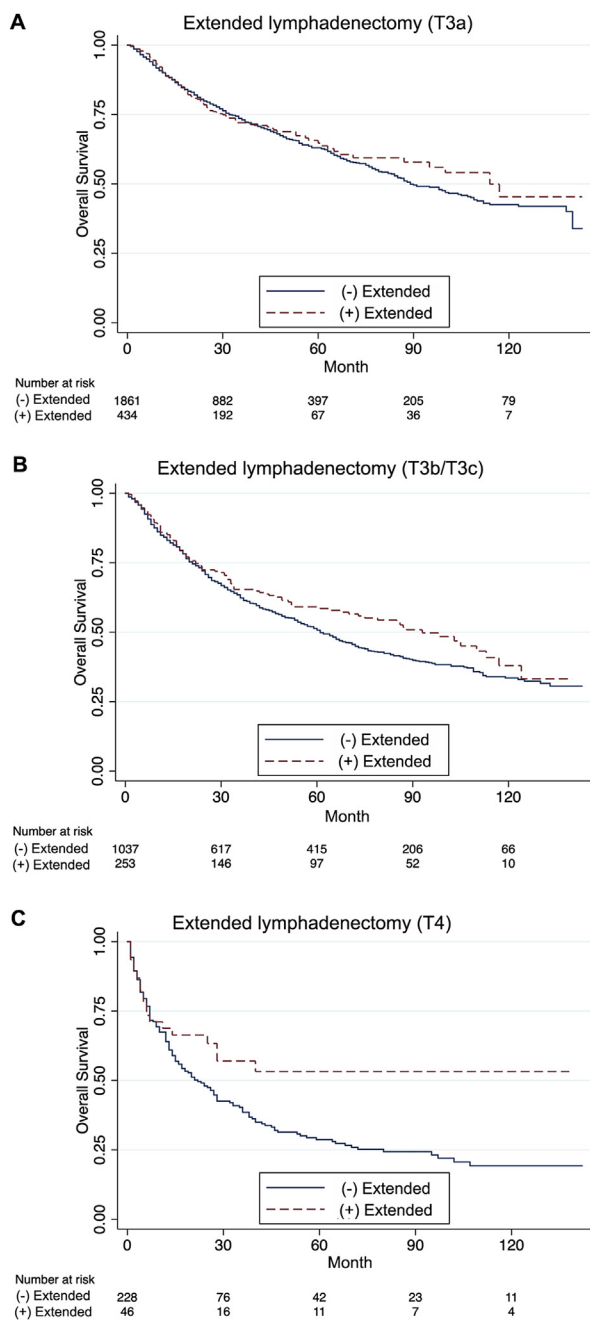 A
Extended lymphadenectomy (T3a)
Overall Survival
1.00
0.75
0.50
0.25
0.00
(-) Extended
(+) Extended
0 30 60 90 120
Month
Number at risk
(-) Extended 1861 882 397 205 79
(+) Extended 434 192 67 36 7
B
Extended lymphadenectomy (T3b/T3c)
Overall Survival
1.00
0.75
0.50
0.25
0.00
(-) Extended
(+) Extended
0 30 60 90 120
Month
Number at risk
(-) Extended 1037 617 415 206 66
(+) Extended 253 146 97 52 10
C
Extended lymphadenectomy (T4)
Overall Survival
1.00
0.75
0.50
0.25
0.00
(-) Extended
(+) Extended
0 30 60 90 120
Month
Number at risk
(-) Extended 228 76 42 23 11
(+) Extended 46 16 11 7 4